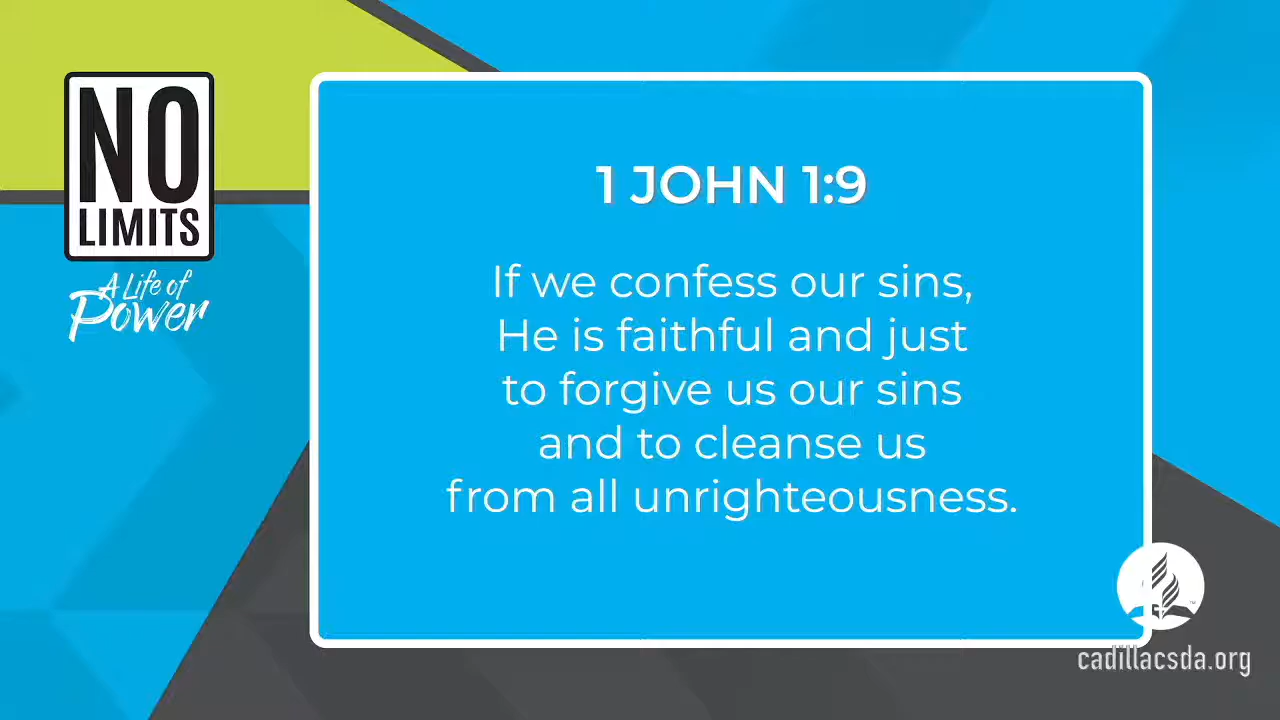 NO
LIMITS
A Life of
Power
1 JOHN 1:9
If we confess our sins,
He is faithful and just
to forgive us our sins
and to cleanse us
from all unrighteousness.
cadillacsda.org